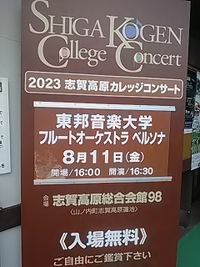 SHIGA KOGEN
College Concert
2023 志賀高原カレッジコンサート
東邦音楽大学
フルートオーケストラ ペルソナ
8月11日(金)
開場/16:00 開演/16:30
会場 志賀高原総合会館98
(山ノ内町志賀高原蓮池)
《入場無料》
ご自由にご鑑賞下さい